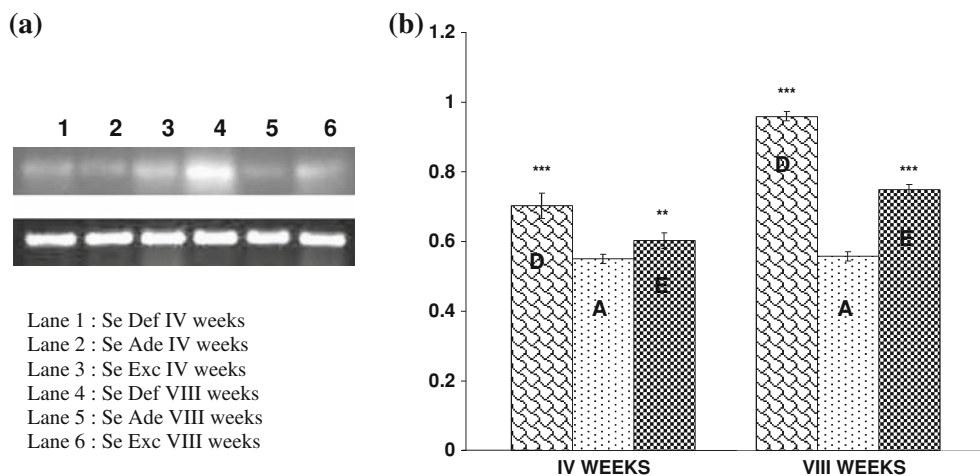 (a)
1 2 3 4 5 6
Lane 1 : Se Def IV weeks
Lane 2 : Se Ade IV weeks
Lane 3 : Se Exc IV weeks
Lane 4 : Se Def VIII weeks
Lane 5 : Se Ade VIII weeks
Lane 6 : Se Exc VIII weeks
(b)
1.2
1
0.8
0.6
0.4
0.2
0
***
D
A
**
E
***
D
A
***
E
IV WEEKS
VIII WEEKS